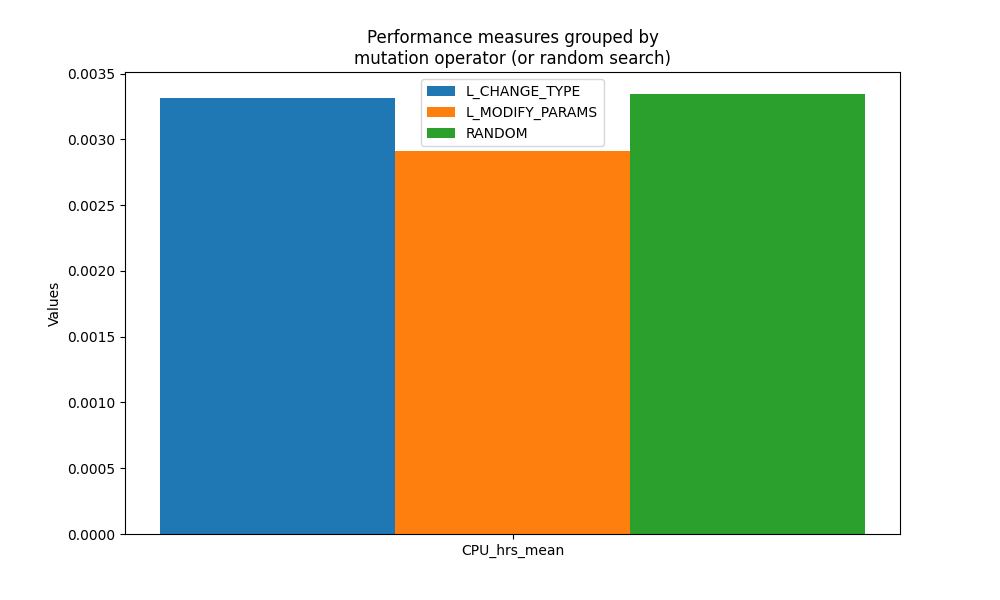 Performance measures grouped by
mutation operator (or random search)
0.0035
0.0030
0.0025
0.0020
0.0015
0.0010
0.0005
0.0000
Values
L_CHANGE_TYPE
L_MODIFY_PARAMS
RANDOM
CPU_hrs_mean